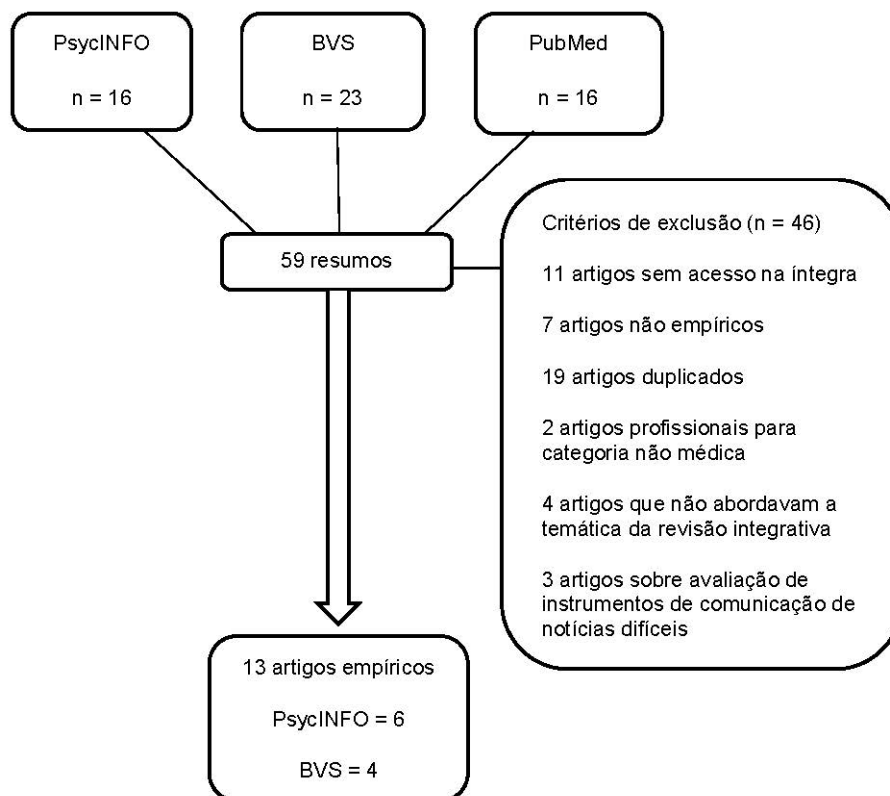 PsycINFO
n = 16
BVS
n = 23
PubMed
n = 16
59 resumos
Critérios de exclusão (n = 46)
11 artigos sem acesso na íntegra
7 artigos não empíricos
19 artigos duplicados
2 artigos profissionais para
categoria não médica
4 artigos que não abordavam a
temática da revisão integrativa
3 artigos sobre avaliação de
instrumentos de comunicação de
notícias difíceis
13 artigos empíricos
PsycINFO = 6
BVS = 4